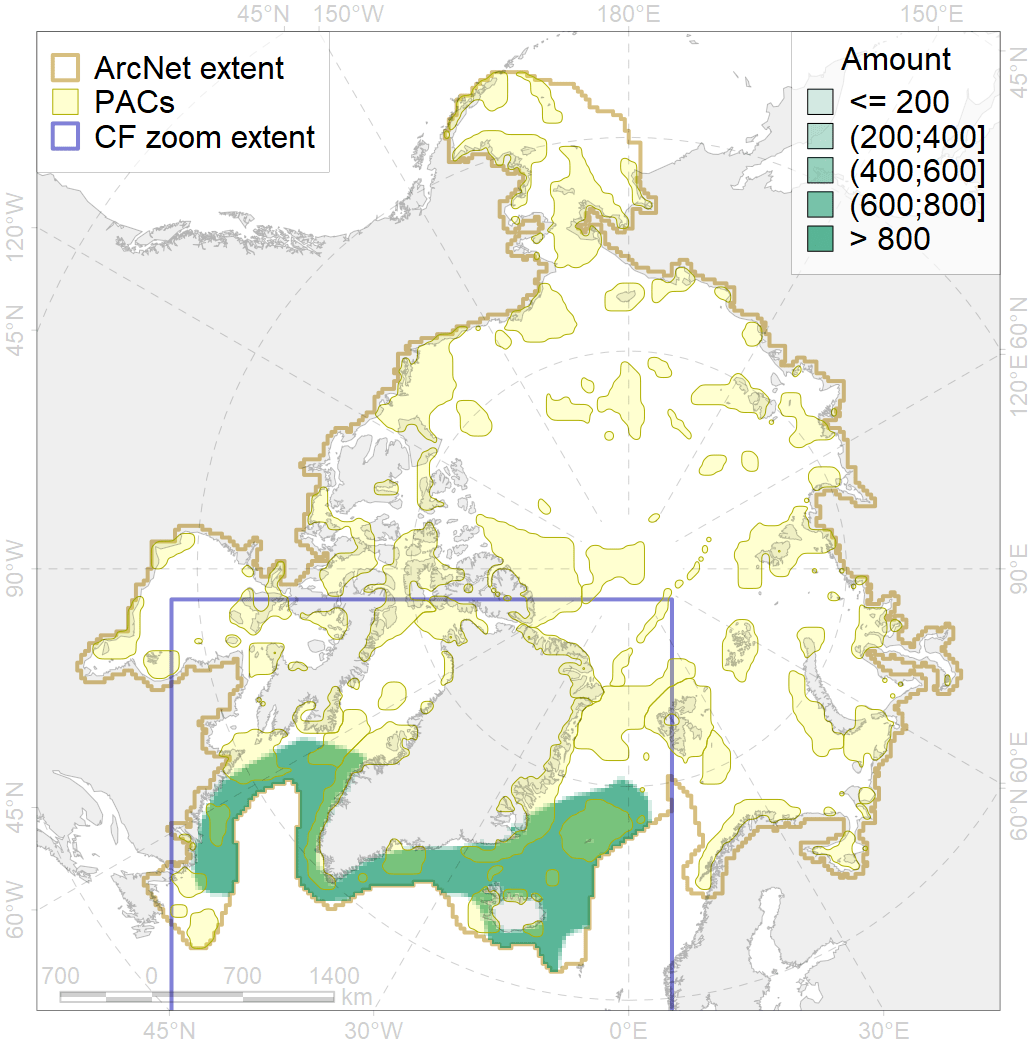 45°N 150°W 180°E 150°E
ArcNet extent
PACs
CF zoom extent
Amount
<= 200
(200;400]
(400;600]
(600;800]
> 800
45°N
120°W
60°N
45°N
120°E
90°W
90°E
60°E
45°N
60°N
60°W
700 0 700 1400
km
45°N 30°W 0°E 30°E